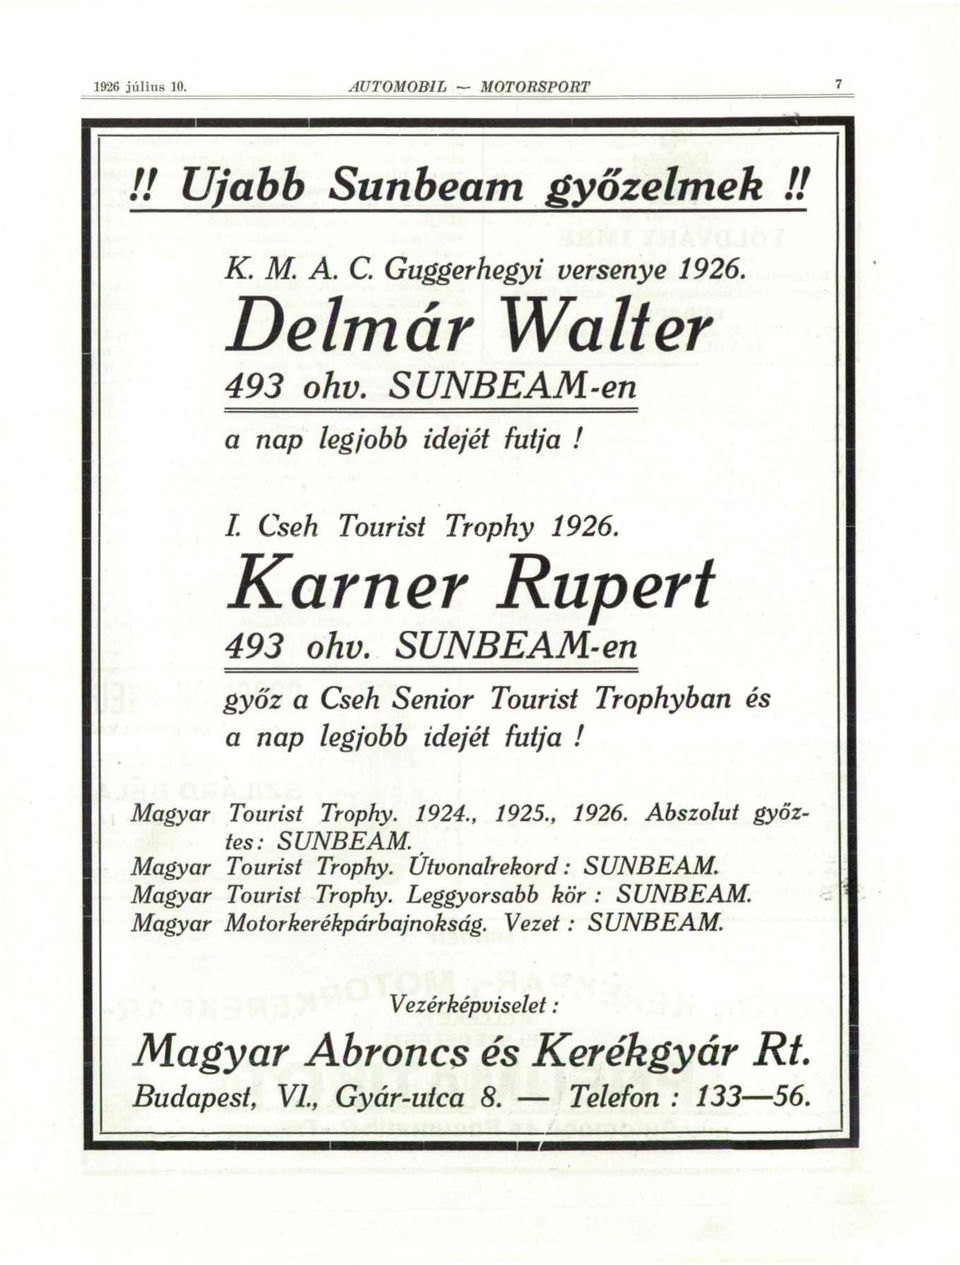 1926 július 10. AUTOMOBIL — MOTORSPORT 7
!! Ujabb Sunbeam győzelmek !!
K. M. A. C. Guggerhegyi versenye 1926.
Delmár Walter
493 ohv. SUNBEAM-en
a nap legjobb idejét futja !
I. Cseh Tourist Trophy 1926.
Karner Rupert
493 ohv. SUNBEAM-en
győz a Cseh Senior Tourist Trophyban és
a nap legjobb idejét futja !
Magyar Tourist Trophy. 1924., 1925., 1926. Abszolut győz-
tes: SUNBEAM.
Magyar Tourist Trophy. Útvonalrekord : SUNBEAM.
Magyar Tourist Trophy. Leggyorsabb kör : SUNBEAM.
Magyar Motorkerékpárbajnokság. Vezet : SUNBEAM.
Vezérképviselet :
Magyar Abroncs és Kerékgyár Rt.
Budapest, VI., Gyár-utca 8. — Telefon : 133—56.